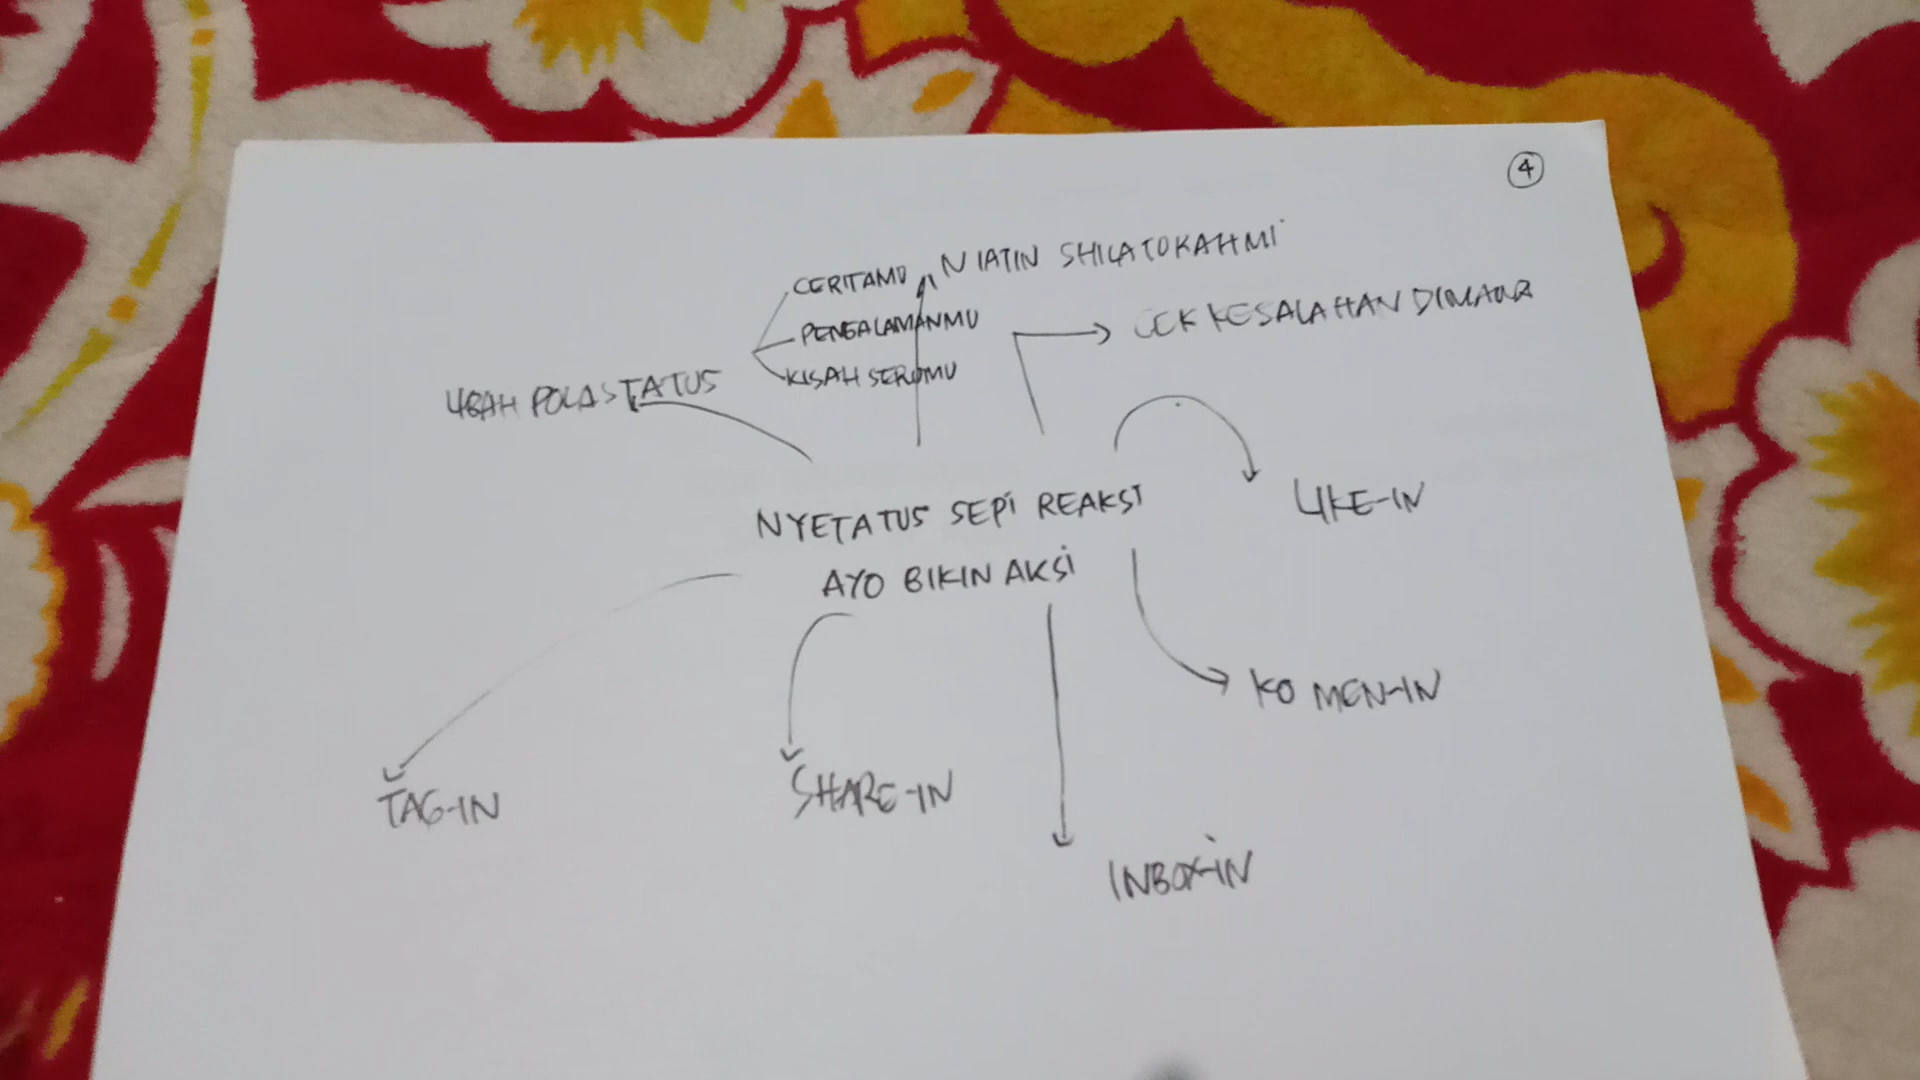 4
CERITAMU
NIATIN SHILATOKAHMI
PENGALAMANMU
CEK KESALAHAN DIMANA
KISAH SERUMU
UBAH POLA STATUS
NYETATUS SEPI REAKSI
LIKE-IN
AYO BIKIN AKSI
KOMEN-IN
TAG-IN
SHARE-IN
INBOX-IN